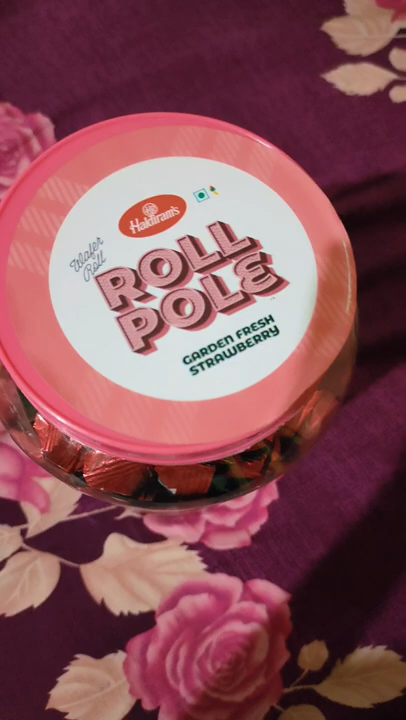 Haldiram's
Wafer
Roll
ROLL
POLE
GARDEN FRESH
STRAWBERRY